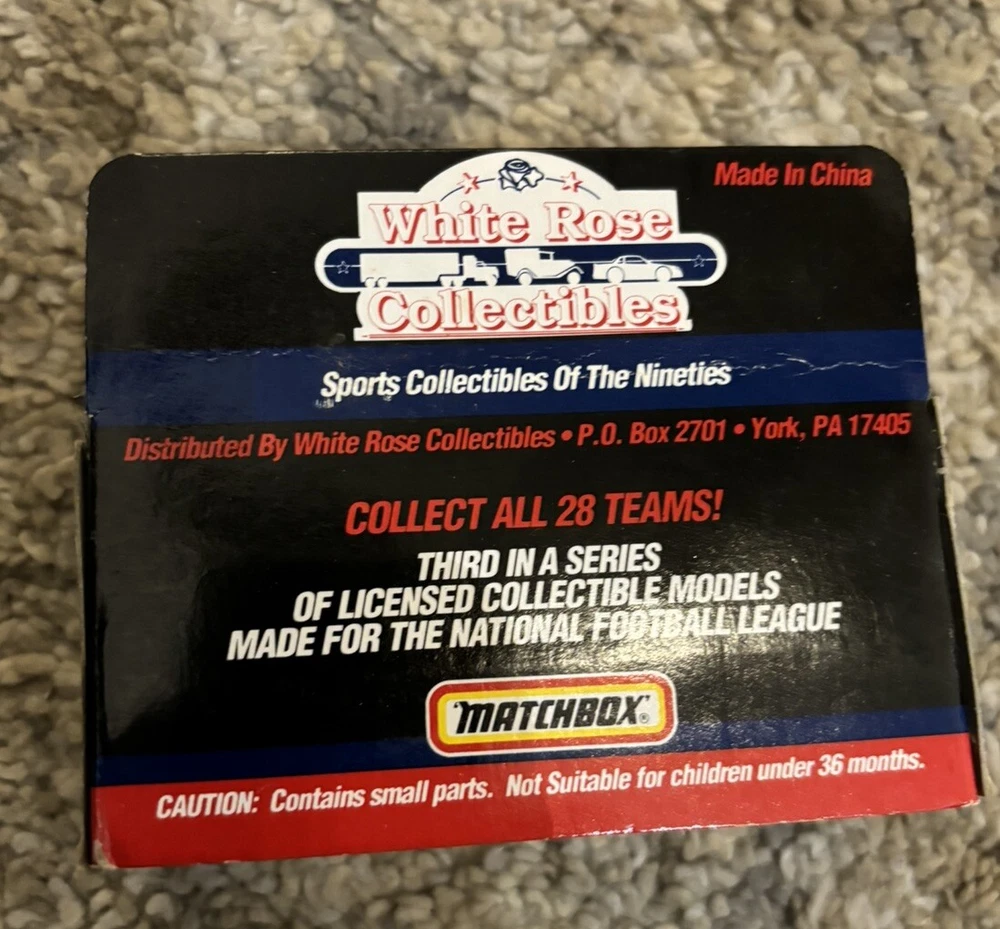 Made In China
White Rose
Collectibles
Sports Collectibles Of The Nineties
Distributed By White Rose Collectibles • P.O. Box 2701 • York, PA 17405
COLLECT ALL 28 TEAMS!
THIRD IN A SERIES
OF LICENSED COLLECTIBLE MODELS
MADE FOR THE NATIONAL FOOTBALL LEAGUE
"MATCHBOX"®
CAUTION: Contains small parts. Not Suitable for children under 36 months.